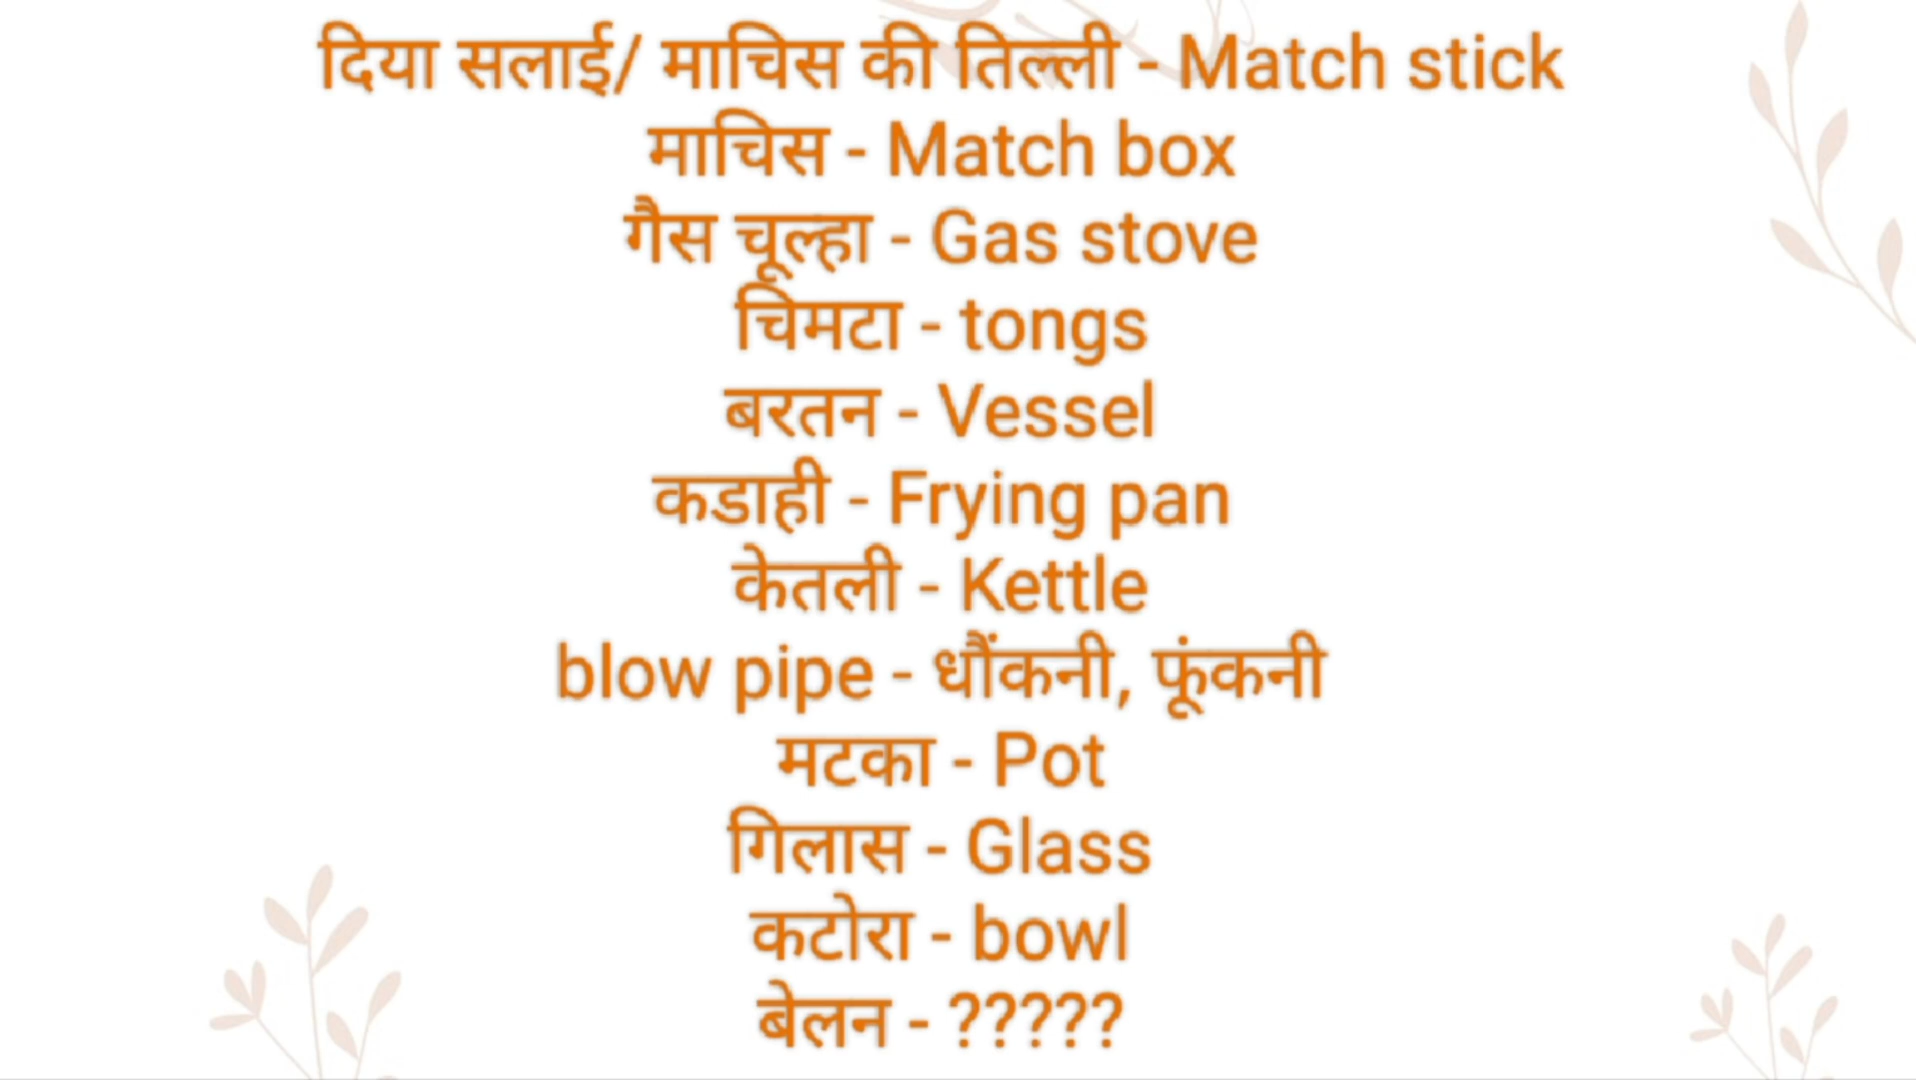 दिया सलाई/ माचिस की तिल्ली - Match stick
माचिस - Match box
गैस चूल्हा - Gas stove
चिमटा - tongs
बरतन - Vessel
कडाही - Frying pan
केतली - Kettle
blow pipe - धौंकनी, फूंकनी
मटका - Pot
गिलास - Glass
कटोरा - bowl
बेलन - ?????